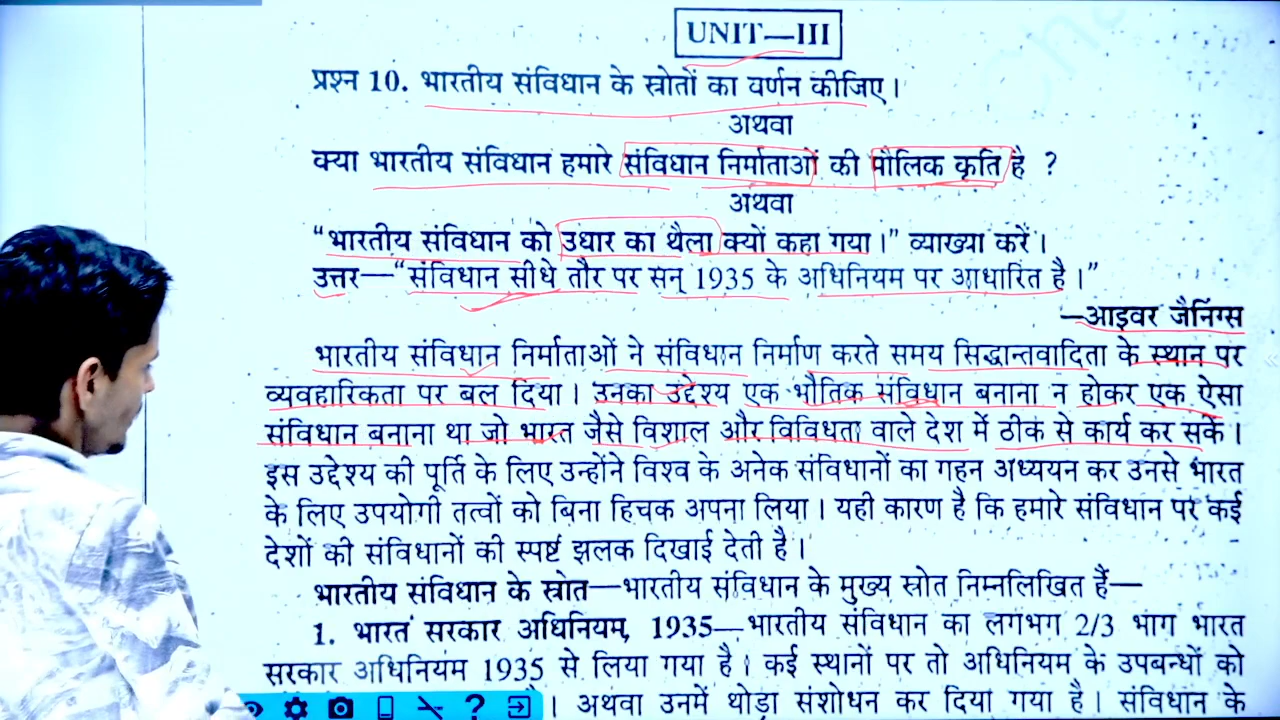 UNIT—III
प्रश्न 10. भारतीय संविधान के स्रोतों का वर्णन कीजिए।
अथवा
क्या भारतीय संविधान हमारे संविधान निर्माताओं की मौलिक कृति है ?
अथवा
“भारतीय संविधान को उधार का थैला क्यों कहा गया।” व्याख्या करें।
उत्तर—“संविधान सीधे तौर पर सन् 1935 के अधिनियम पर आधारित है।”
—आइवर जैनिंग्स
भारतीय संविधान निर्माताओं ने संविधान निर्माण करते समय सिद्धान्तवादिता के स्थान पर
व्यवहारिकता पर बल दिया। उनका उद्देश्य एक भौतिक संविधान बनाना न होकर एक ऐसा
संविधान बनाना था जो भारत जैसे विशाल और विविधता वाले देश में ठीक से कार्य कर सकें।
इस उद्देश्य की पूर्ति के लिए उन्होंने विश्व के अनेक संविधानों का गहन अध्ययन कर उनसे भारत
के लिए उपयोगी तत्वों को बिना हिचक अपना लिया। यही कारण है कि हमारे संविधान पर कई
देशों की संविधानों की स्पष्ट झलक दिखाई देती है।
भारतीय संविधान के स्रोत—भारतीय संविधान के मुख्य स्रोत निम्नलिखित हैं—
1. भारत सरकार अधिनियम, 1935—भारतीय संविधान का लगभग 2/3 भाग भारत
सरकार अधिनियम 1935 से लिया गया है। कई स्थानों पर तो अधिनियम के उपबन्धों को
। अथवा उनमें थोड़ा संशोधन कर दिया गया है। संविधान के